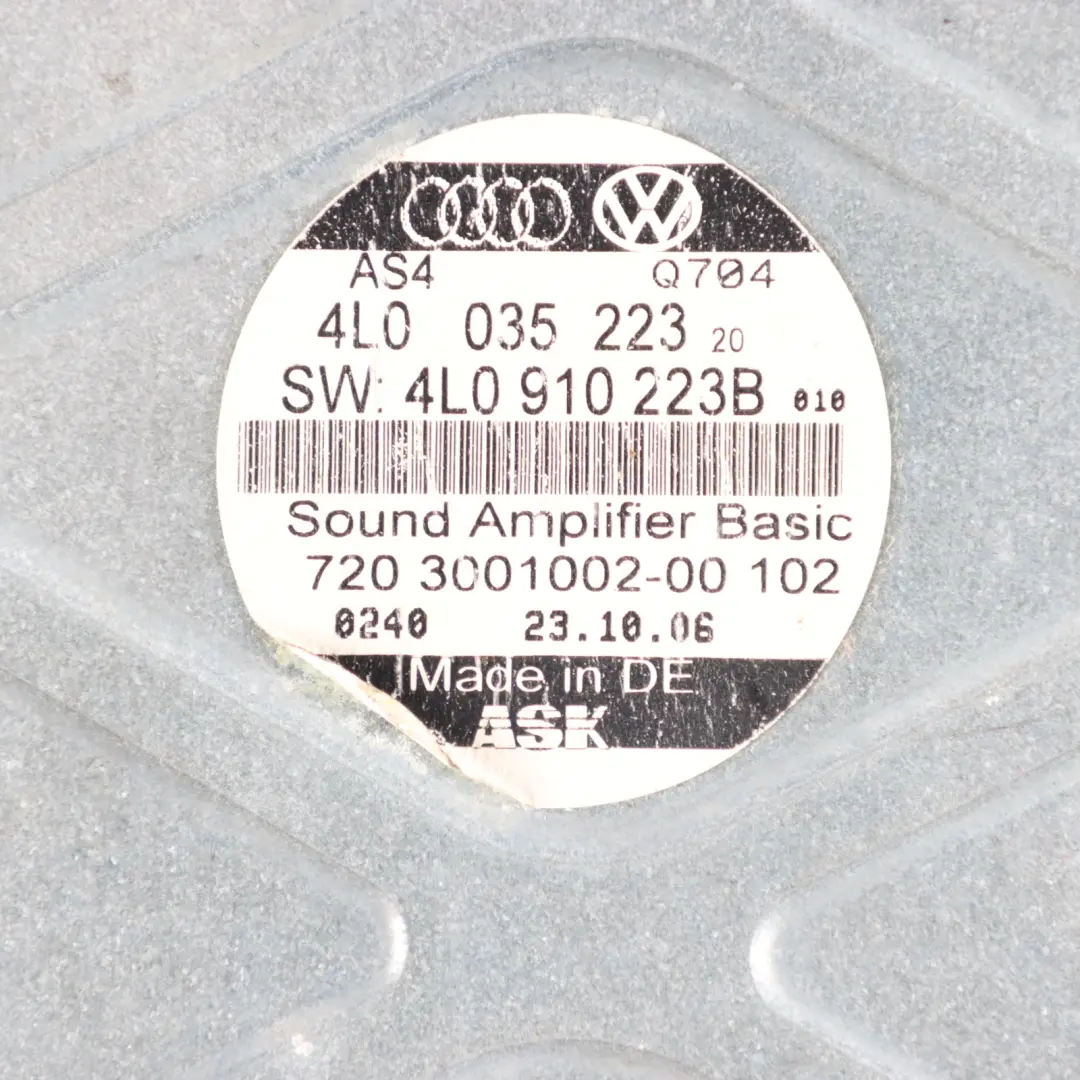 AS4 Q704
4L0 035 223 20
SW: 4L0 910 223B 010
Sound Amplifier Basic
720 3001002-00 102
0240 23.10.06
Made in DE
ASK